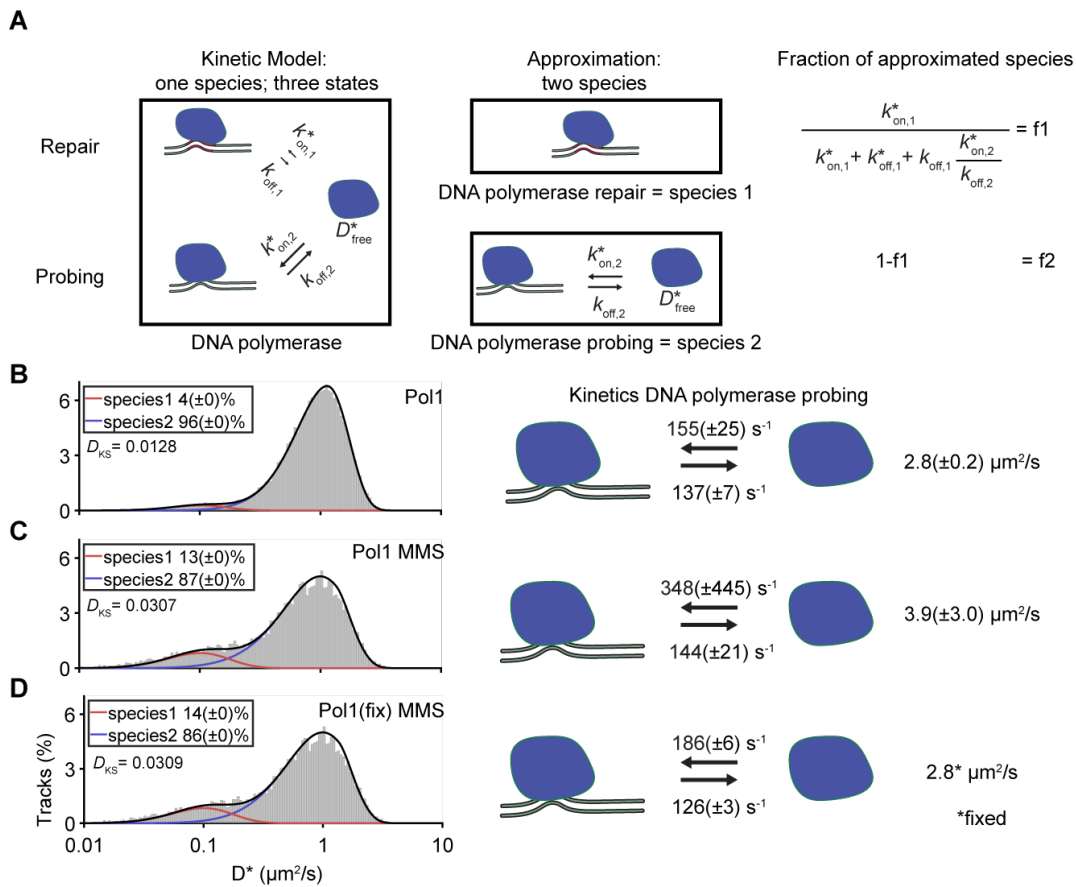 A
Kinetic Model:
one species; three states
Approximation:
two species
Fraction of approximated species
Repair
k*on,1
koff,1 ↓↑
D*free
k*on,2
koff,2
Probing
DNA polymerase
DNA polymerase repair = species 1
k*on,2
koff,2
D*free
DNA polymerase probing = species 2
k*on,1
k*on,1 + k*off,1 + koff,1 k*on,2 / koff,2 = f1
1-f1 = f2
B
6
3
0
species1 4(±0)%
species2 96(±0)%
DKS= 0.0128
Pol1
Kinetics DNA polymerase probing
155(±25) s-1
137(±7) s-1
2.8(±0.2) µm2/s
C
6
3
0
species1 13(±0)%
species2 87(±0)%
DKS= 0.0307
Pol1 MMS
348(±445) s-1
144(±21) s-1
3.9(±3.0) µm2/s
D
6
3
0
Tracks (%)
species1 14(±0)%
species2 86(±0)%
DKS= 0.0309
Pol1(fix) MMS
0.01 0.1 1 10
D* (µm2/s)
186(±6) s-1
126(±3) s-1
2.8* µm2/s
*fixed